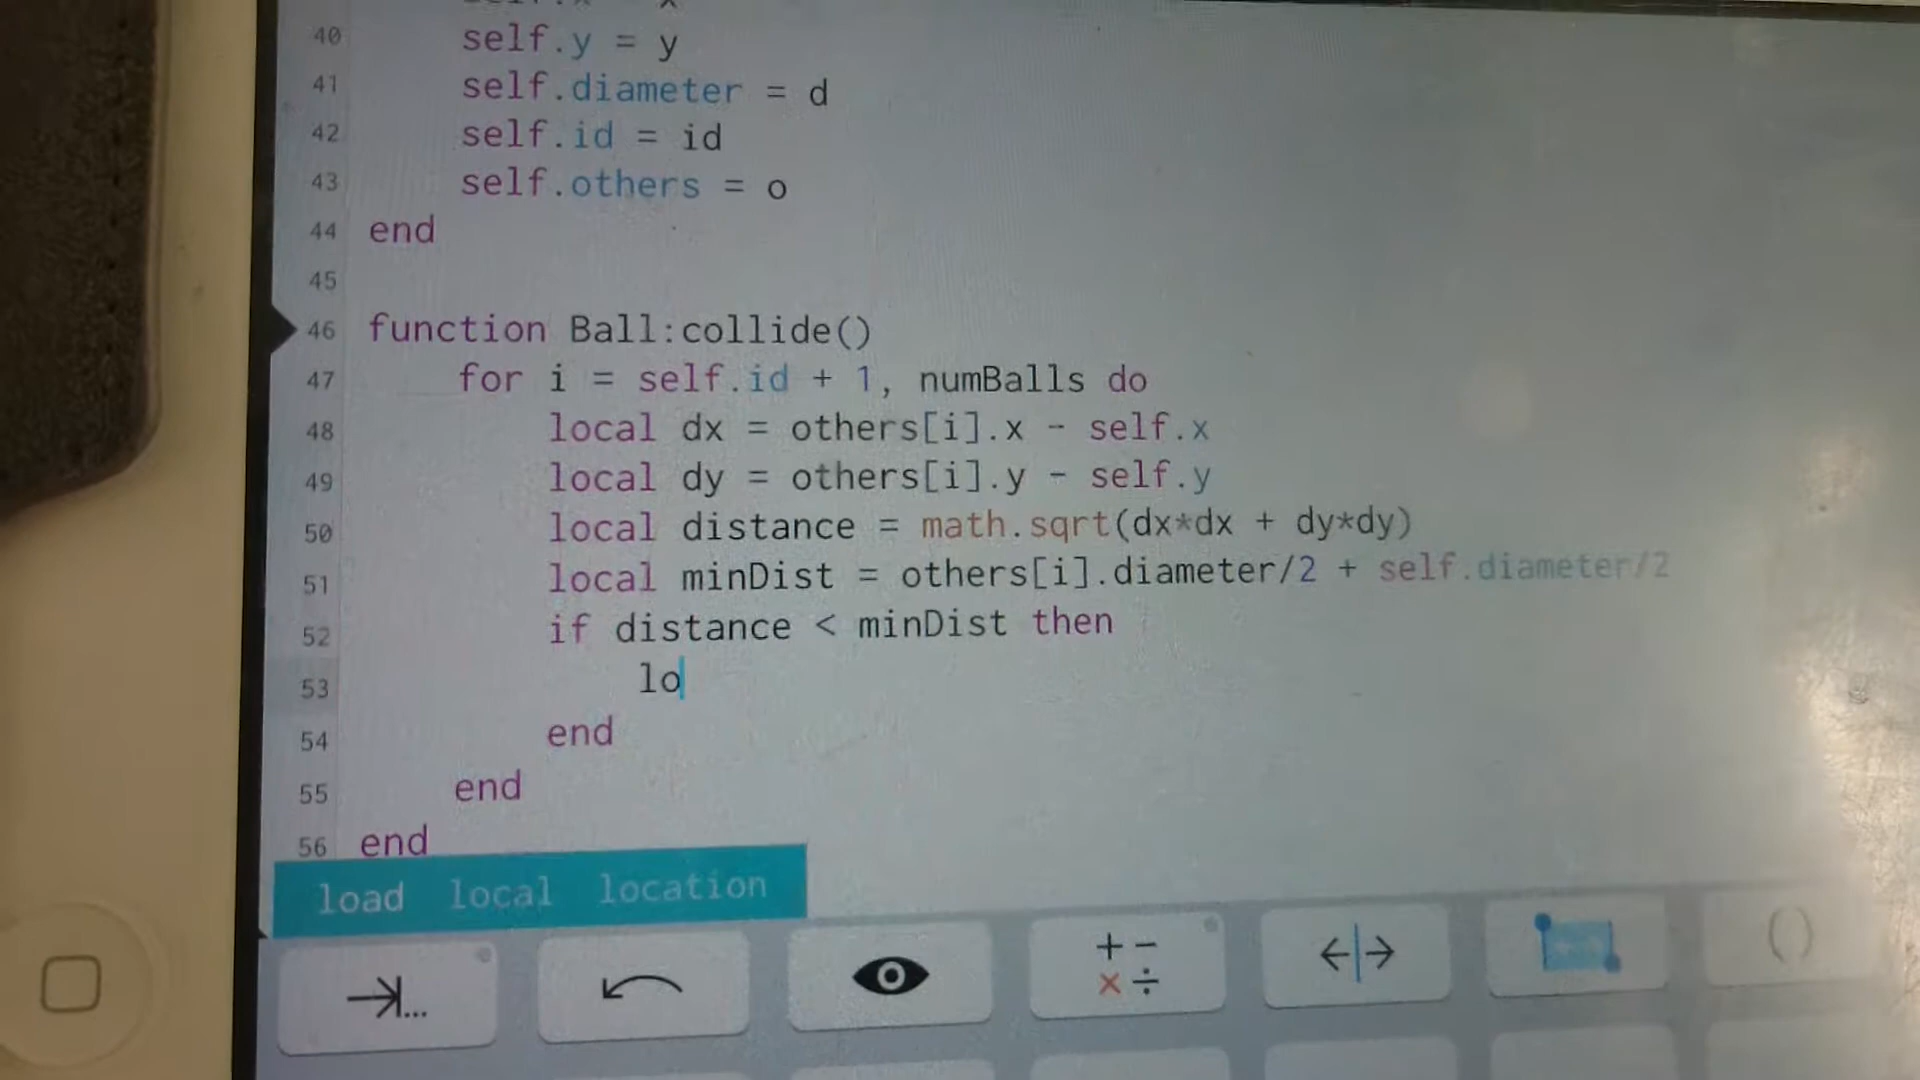 40 self.y = y
41 self.diameter = d
42 self.id = id
43 self.others = o
44 end
45
46 function Ball:collide()
47 for i = self.id + 1, numBalls do
48 local dx = others[i].x - self.x
49 local dy = others[i].y - self.y
50 local distance = math.sqrt(dx*dx + dy*dy)
51 local minDist = others[i].diameter/2 + self.diameter/2
52 if distance < minDist then
53 lo
54 end
55 end
56 end
load local location
...
+ -
× ÷
()